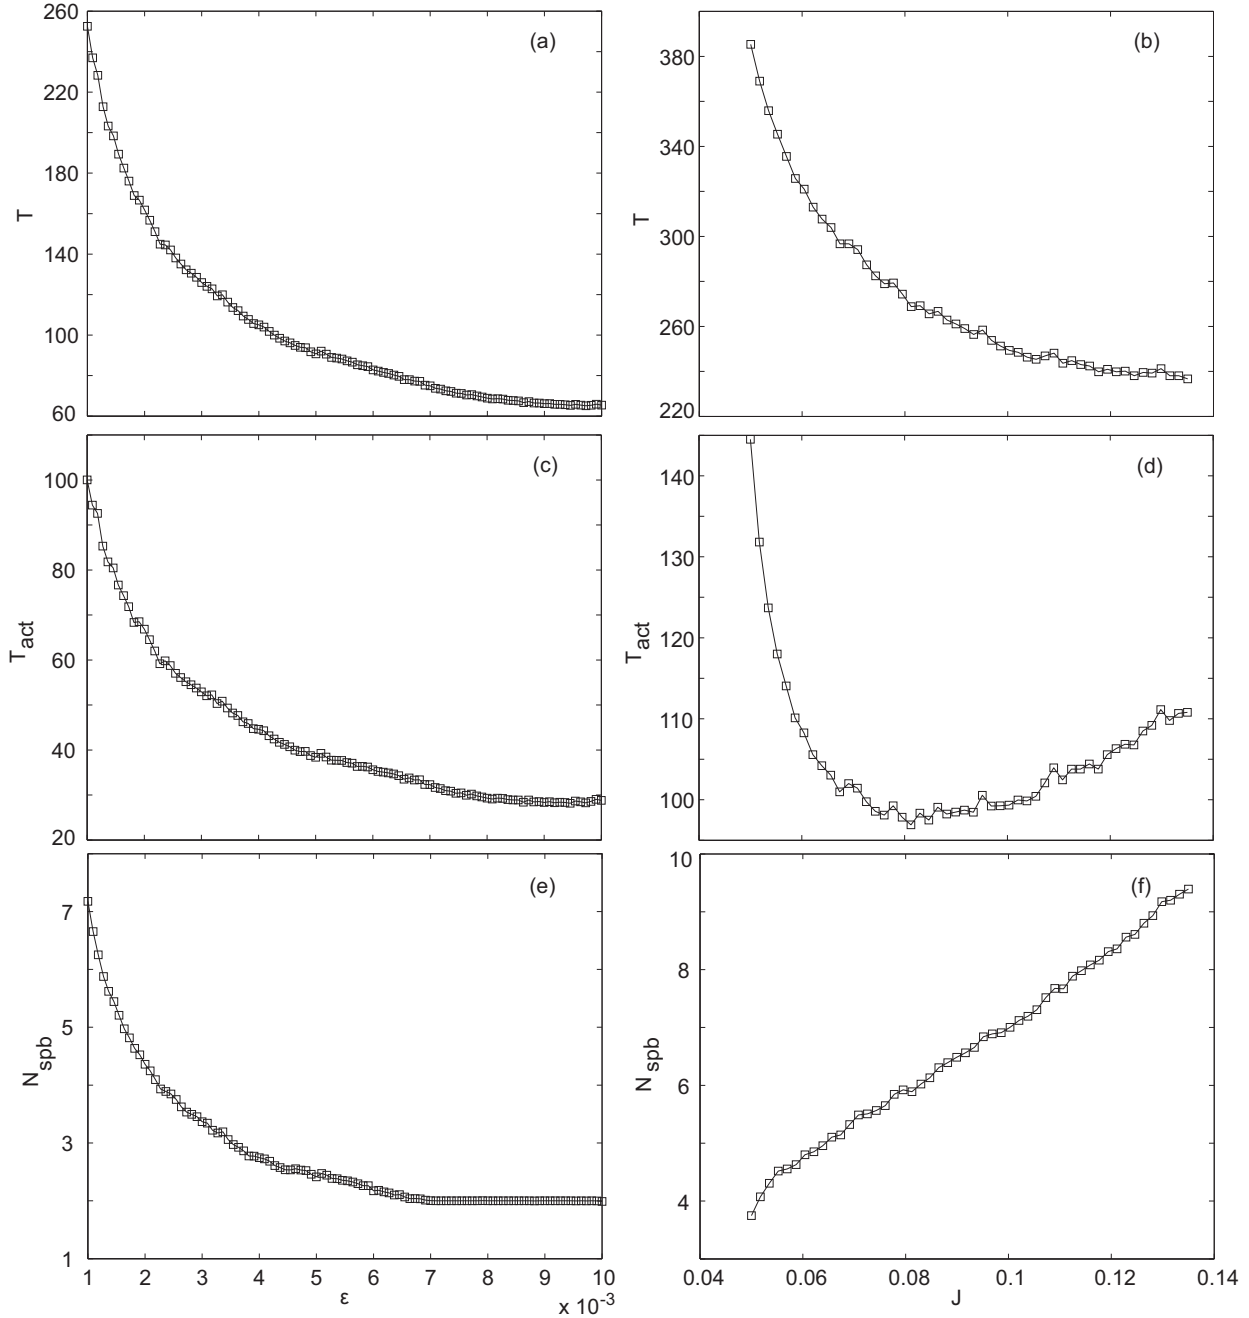 260
220
180
140
100
60
T
(a)
380
340
300
260
220
T
(b)
100
80
60
40
20
T_act
(c)
140
130
120
110
100
T_act
(d)
7
5
3
1
N_spb
(e)
1 2 3 4 5 6 7 8 9 10
ε
x 10^-3
10
8
6
4
N_spb
(f)
0.04 0.06 0.08 0.1 0.12 0.14
J